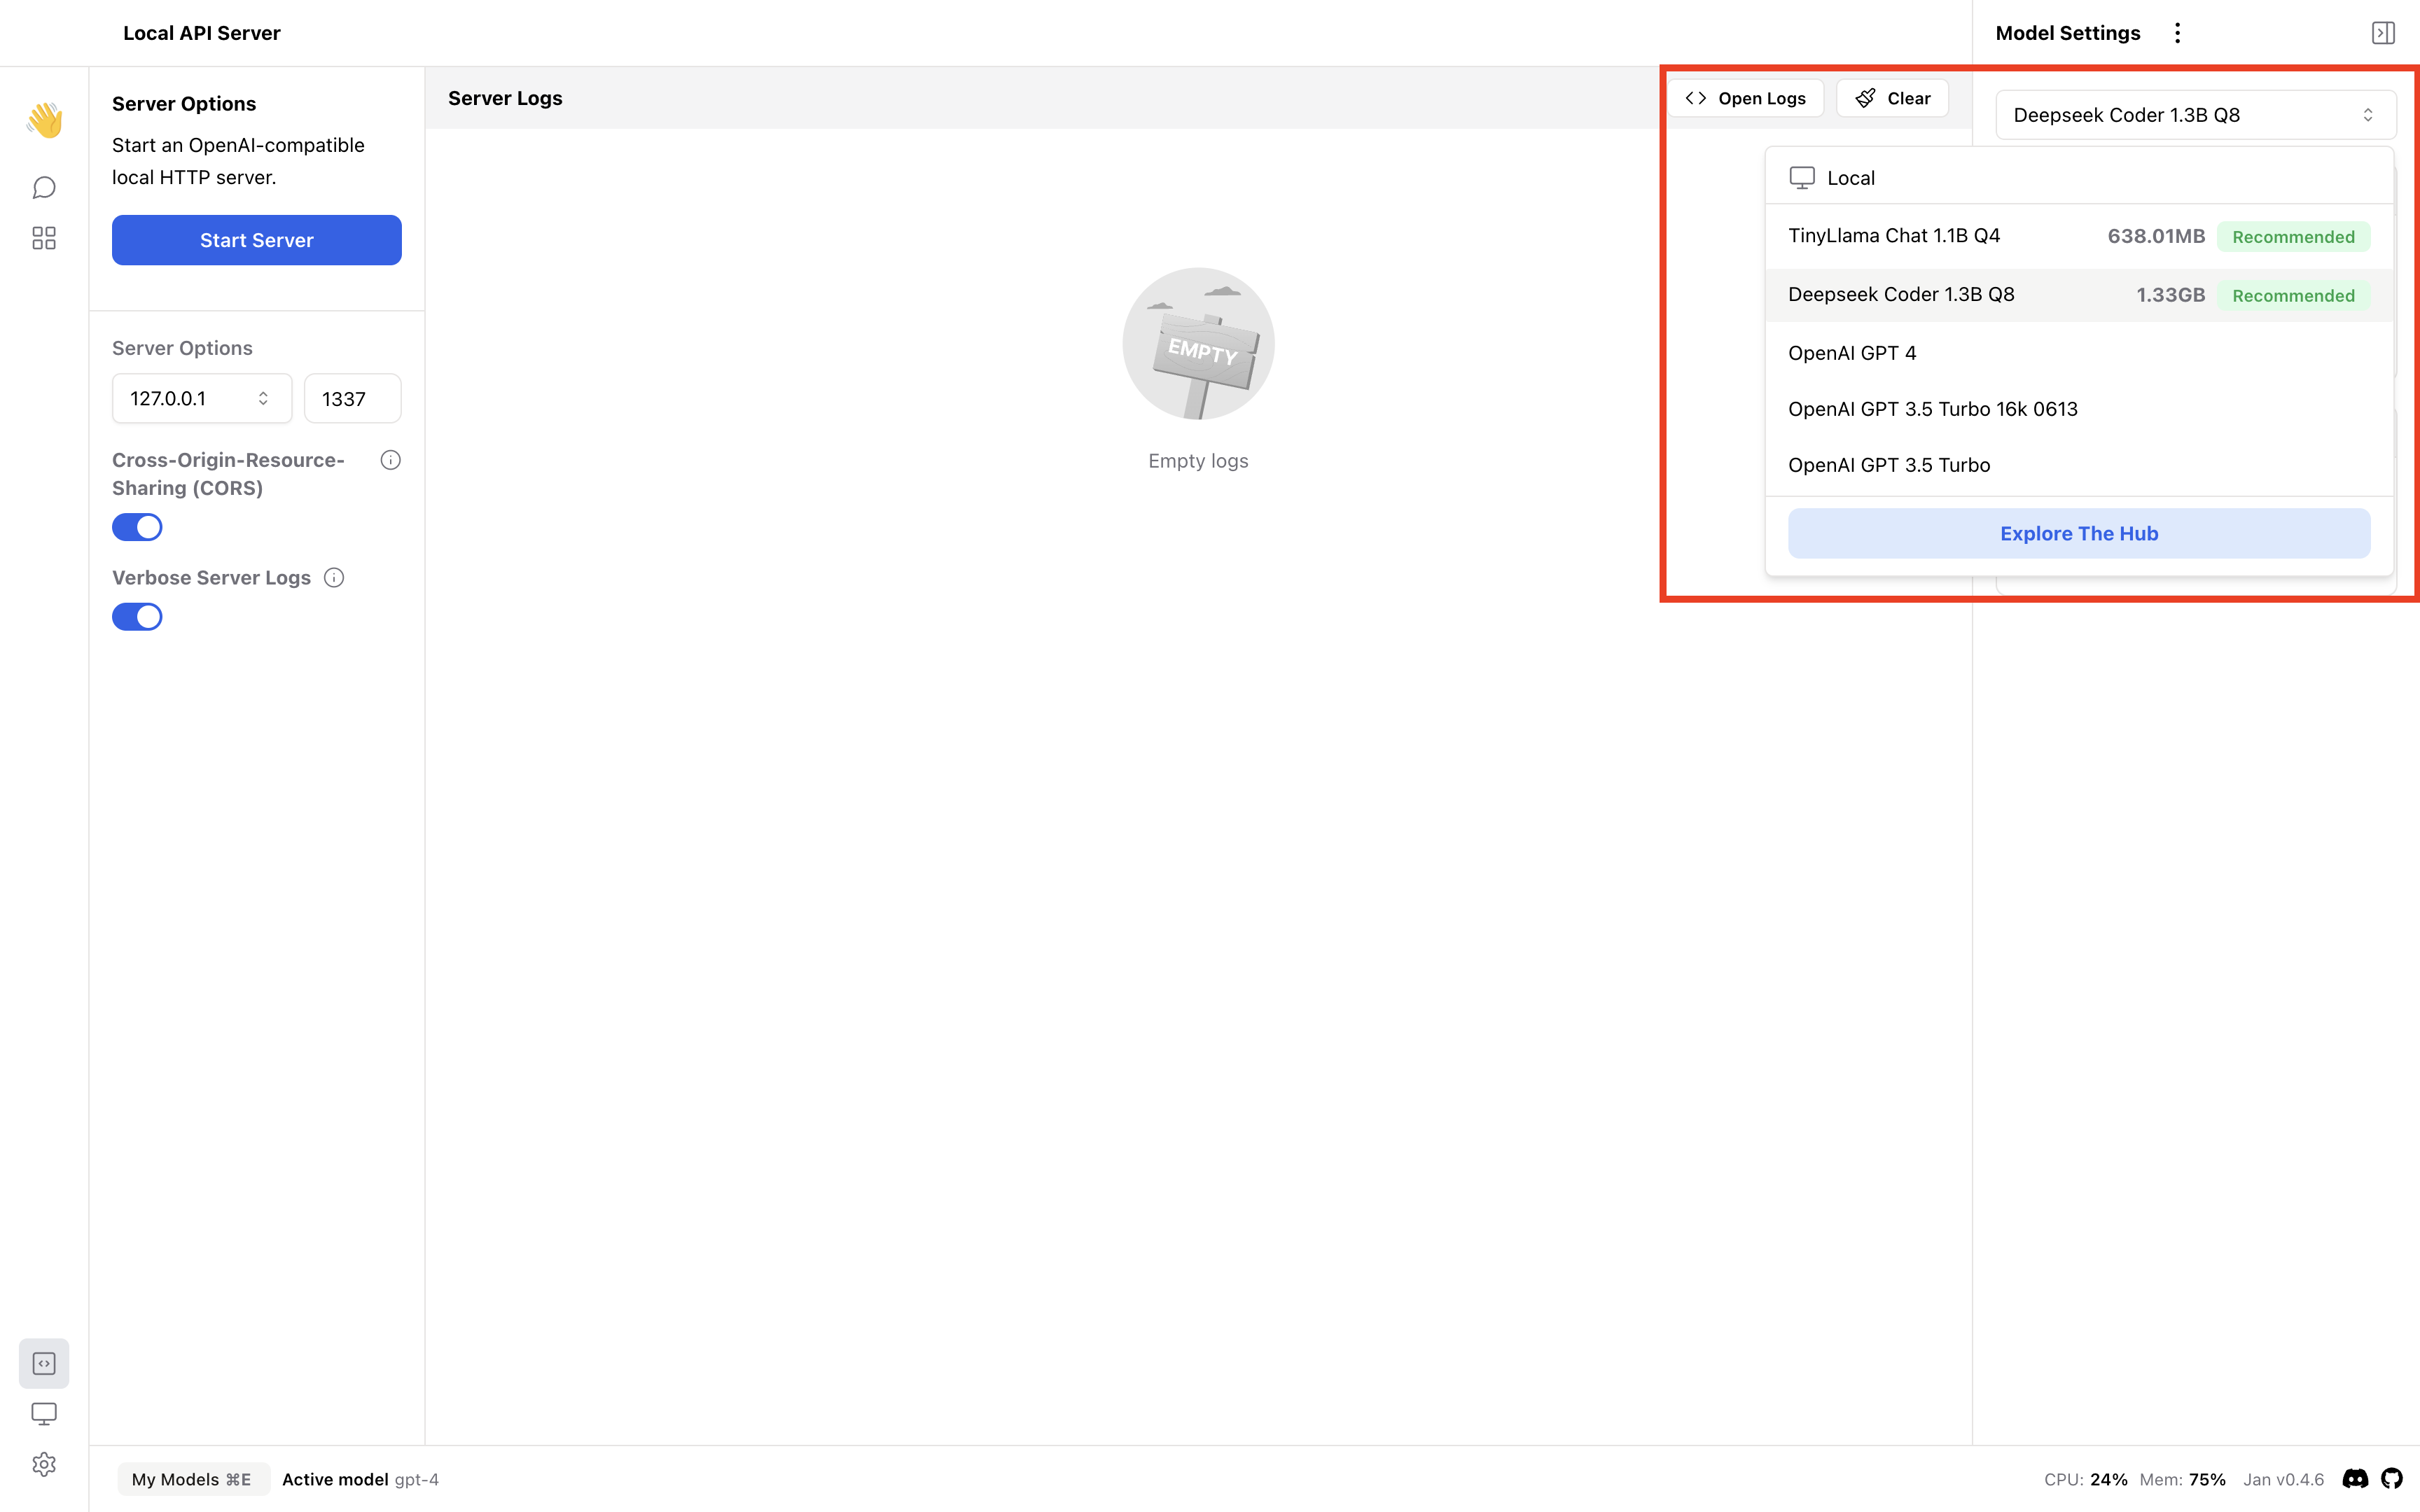 Local API Server
Model Settings
Server Options
Start an OpenAI-compatible
local HTTP server.
Start Server
Server Options
127.0.0.1
1337
Cross-Origin-Resource-
Sharing (CORS)
Verbose Server Logs
Server Logs
Open Logs
Clear
EMPTY
Empty logs
Deepseek Coder 1.3B Q8
Local
TinyLlama Chat 1.1B Q4 638.01MB Recommended
Deepseek Coder 1.3B Q8 1.33GB Recommended
OpenAI GPT 4
OpenAI GPT 3.5 Turbo 16k 0613
OpenAI GPT 3.5 Turbo
Explore The Hub
My Models ⌘E Active model gpt-4
CPU: 24% Mem: 75% Jan v0.4.6